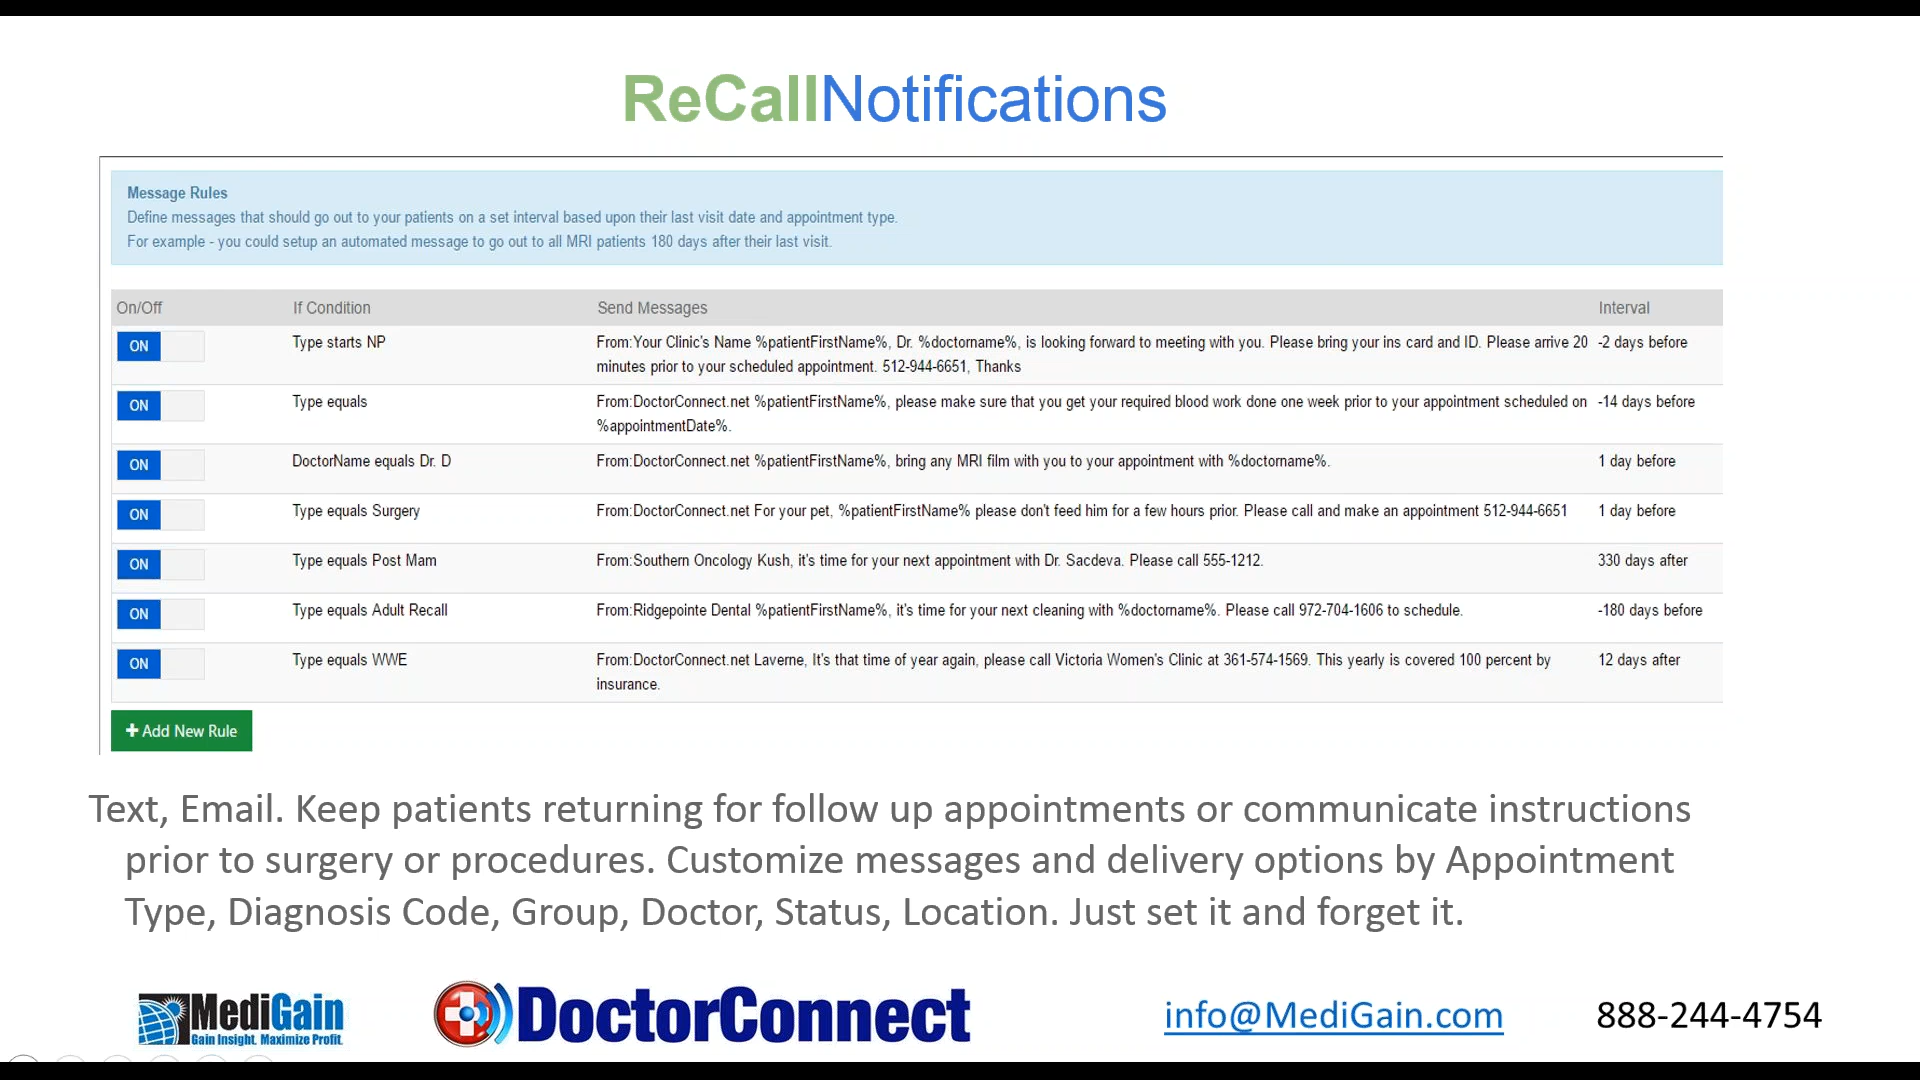 ReCallNotifications
Message Rules
Define messages that should go out to your patients on a set interval based upon their last visit date and appointment type.
For example - you could setup an automated message to go out to all MRI patients 180 days after their last visit.
On/Off If Condition Send Messages Interval
ON Type starts NP From:Your Clinic's Name %patientFirstName%, Dr. %doctorname%, is looking forward to meeting with you. Please bring your ins card and ID. Please arrive 20 -2 days before
minutes prior to your scheduled appointment. 512-944-6651, Thanks
ON Type equals From:DoctorConnect.net %patientFirstName%, please make sure that you get your required blood work done one week prior to your appointment scheduled on -14 days before
%appointmentDate%.
ON DoctorName equals Dr. D From:DoctorConnect.net %patientFirstName%, bring any MRI film with you to your appointment with %doctorname%. 1 day before
ON Type equals Surgery From:DoctorConnect.net For your pet, %patientFirstName% please don't feed him for a few hours prior. Please call and make an appointment 512-944-6651 1 day before
ON Type equals Post Mam From:Southern Oncology Kush, it's time for your next appointment with Dr. Sacdeva. Please call 555-1212. 330 days after
ON Type equals Adult Recall From:Ridgepointe Dental %patientFirstName%, it's time for your next cleaning with %doctorname%. Please call 972-704-1606 to schedule. -180 days before
ON Type equals WWE From:DoctorConnect.net Laverne, It's that time of year again, please call Victoria Women's Clinic at 361-574-1569. This yearly is covered 100 percent by 12 days after
insurance.
+ Add New Rule
Text, Email. Keep patients returning for follow up appointments or communicate instructions
prior to surgery or procedures. Customize messages and delivery options by Appointment
Type, Diagnosis Code, Group, Doctor, Status, Location. Just set it and forget it.
MediGain
Gain Insight. Maximize Profit.
DoctorConnect
info@MediGain.com
888-244-4754